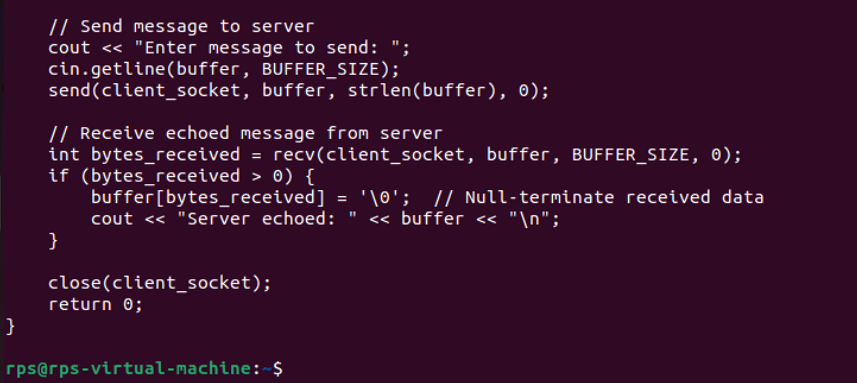 // Send message to server
cout << "Enter message to send: ";
cin.getline(buffer, BUFFER_SIZE);
send(client_socket, buffer, strlen(buffer), 0);
// Receive echoed message from server
int bytes_received = recv(client_socket, buffer, BUFFER_SIZE, 0);
if (bytes_received > 0) {
buffer[bytes_received] = '\0';  // Null-terminate received data
cout << "Server echoed: " << buffer << "\n";
}
close(client_socket);
return 0;
}
rps@rps-virtual-machine:~$